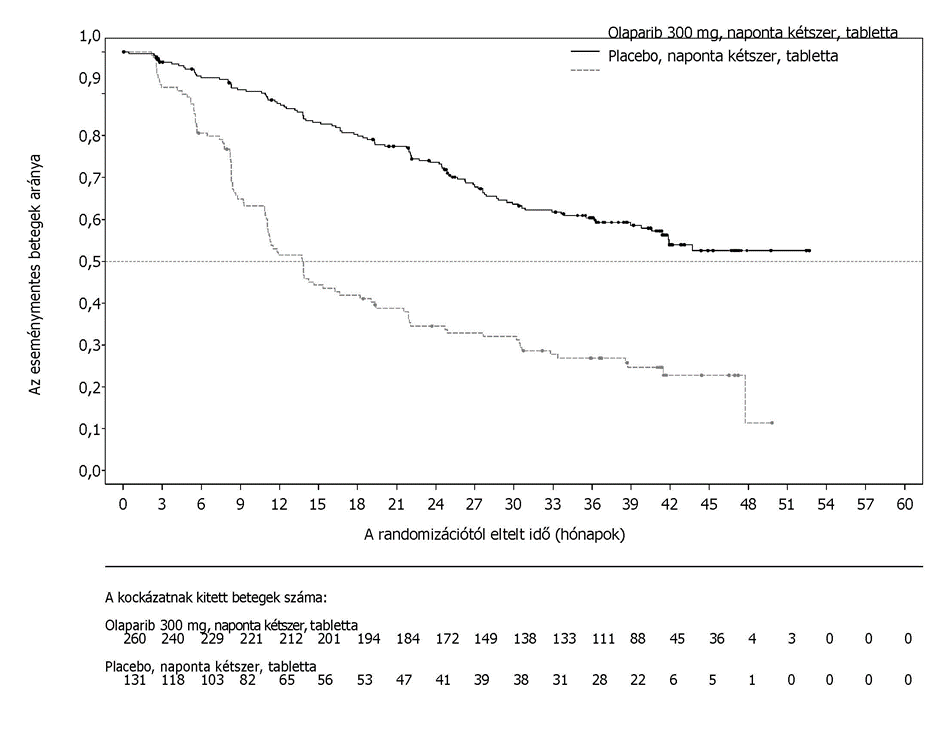 Olaparib 300 mg, naponta kétszer, tabletta
Placebo, naponta kétszer, tabletta
Az eseménymentes betegek aránya
1,0
0,9
0,8
0,7
0,6
0,5
0,4
0,3
0,2
0,1
0,0
0 3 6 9 12 15 18 21 24 27 30 33 36 39 42 45 48 51 54 57 60
A randomizációtól eltelt idő (hónapok)
A kockázatnak kitett betegek száma:
Olaparib 300 mg, naponta kétszer, tabletta
260 240 229 221 212 201 194 184 172 149 138 133 111 88 45 36 4 3 0 0 0
Placebo, naponta kétszer, tabletta
131 118 103 82 65 56 53 47 41 39 38 31 28 22 6 5 1 0 0 0 0